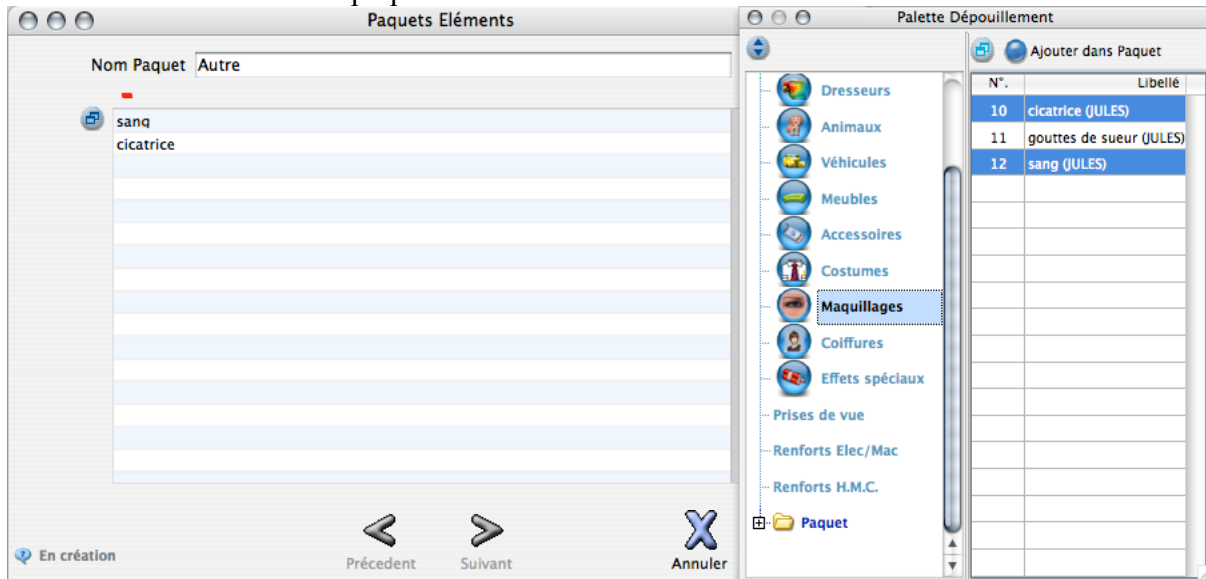 Paquets Eléments
Nom Paquet Autre
sang
cicatrice
En création
Précedent
Suivant
Annuler
Palette Dépouillement
Ajouter dans Paquet
Dresseurs
Animaux
Véhicules
Meubles
Accessoires
Costumes
Maquillages
Coiffures
Effets spéciaux
Prises de vue
Renforts Elec/Mac
Renforts H.M.C.
Paquet
N°. Libellé
10 cicatrice (JULES)
11 gouttes de sueur (JULES)
12 sang (JULES)